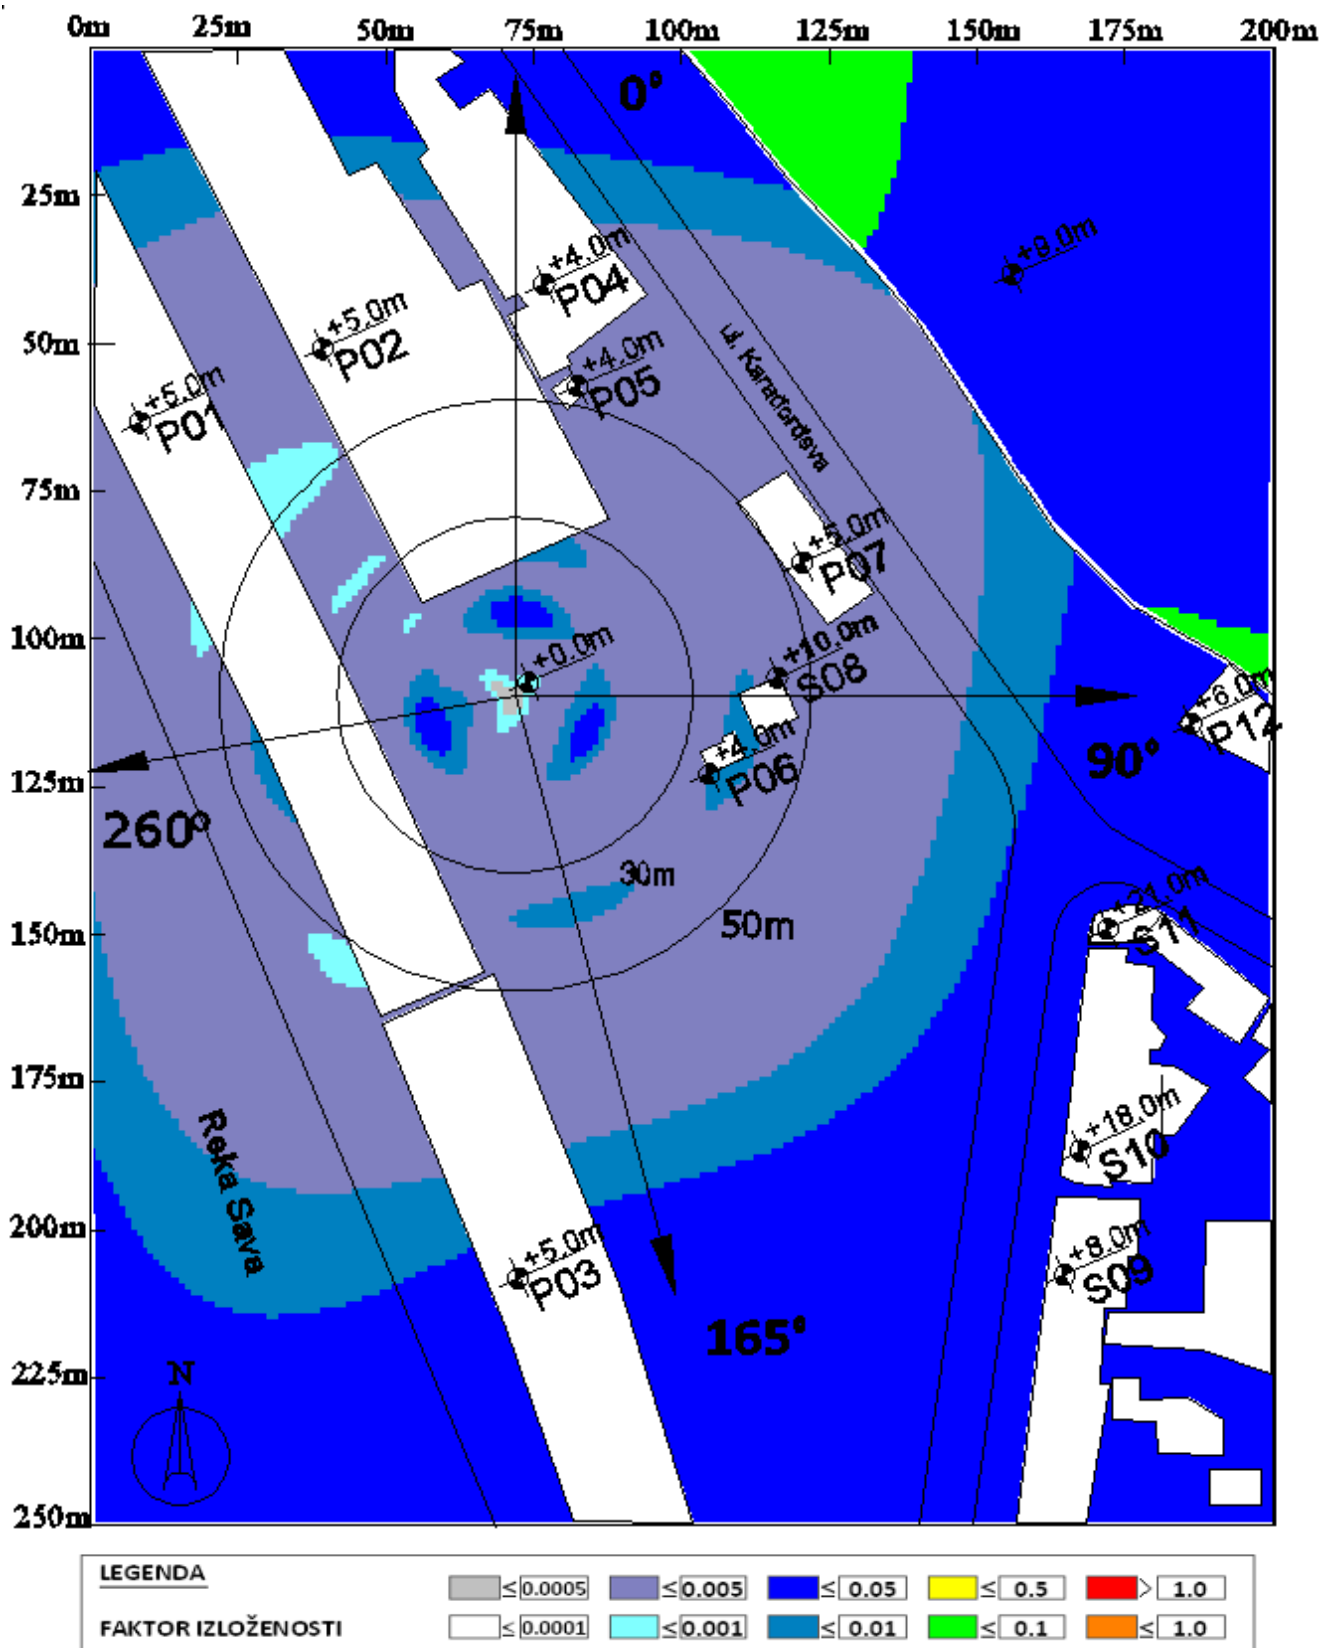 0m 25m 50m 75m 100m 125m 150m 175m 200m
0°
25m
+9.0m
+4.0m
P04
+5.0m
P02
50m
ul. Karađorđeva
+4.0m
P05
+5.0m
P01
75m
+5.0m
P07
100m
+10.0m
S08
+0.0m
+6.0m
P12
+4.0m
P06
90°
125m
260°
30m
50m
+21.0m
S11
150m
175m
Reka Sava
+18.0m
S10
200m
+5.0m
P03
+8.0m
S09
165°
225m
N
250m
LEGENDA
≤ 0.0005 ≤ 0.005 ≤ 0.05 ≤ 0.5 > 1.0
FAKTOR IZLOŽENOSTI
≤ 0.0001 ≤ 0.001 ≤ 0.01 ≤ 0.1 ≤ 1.0